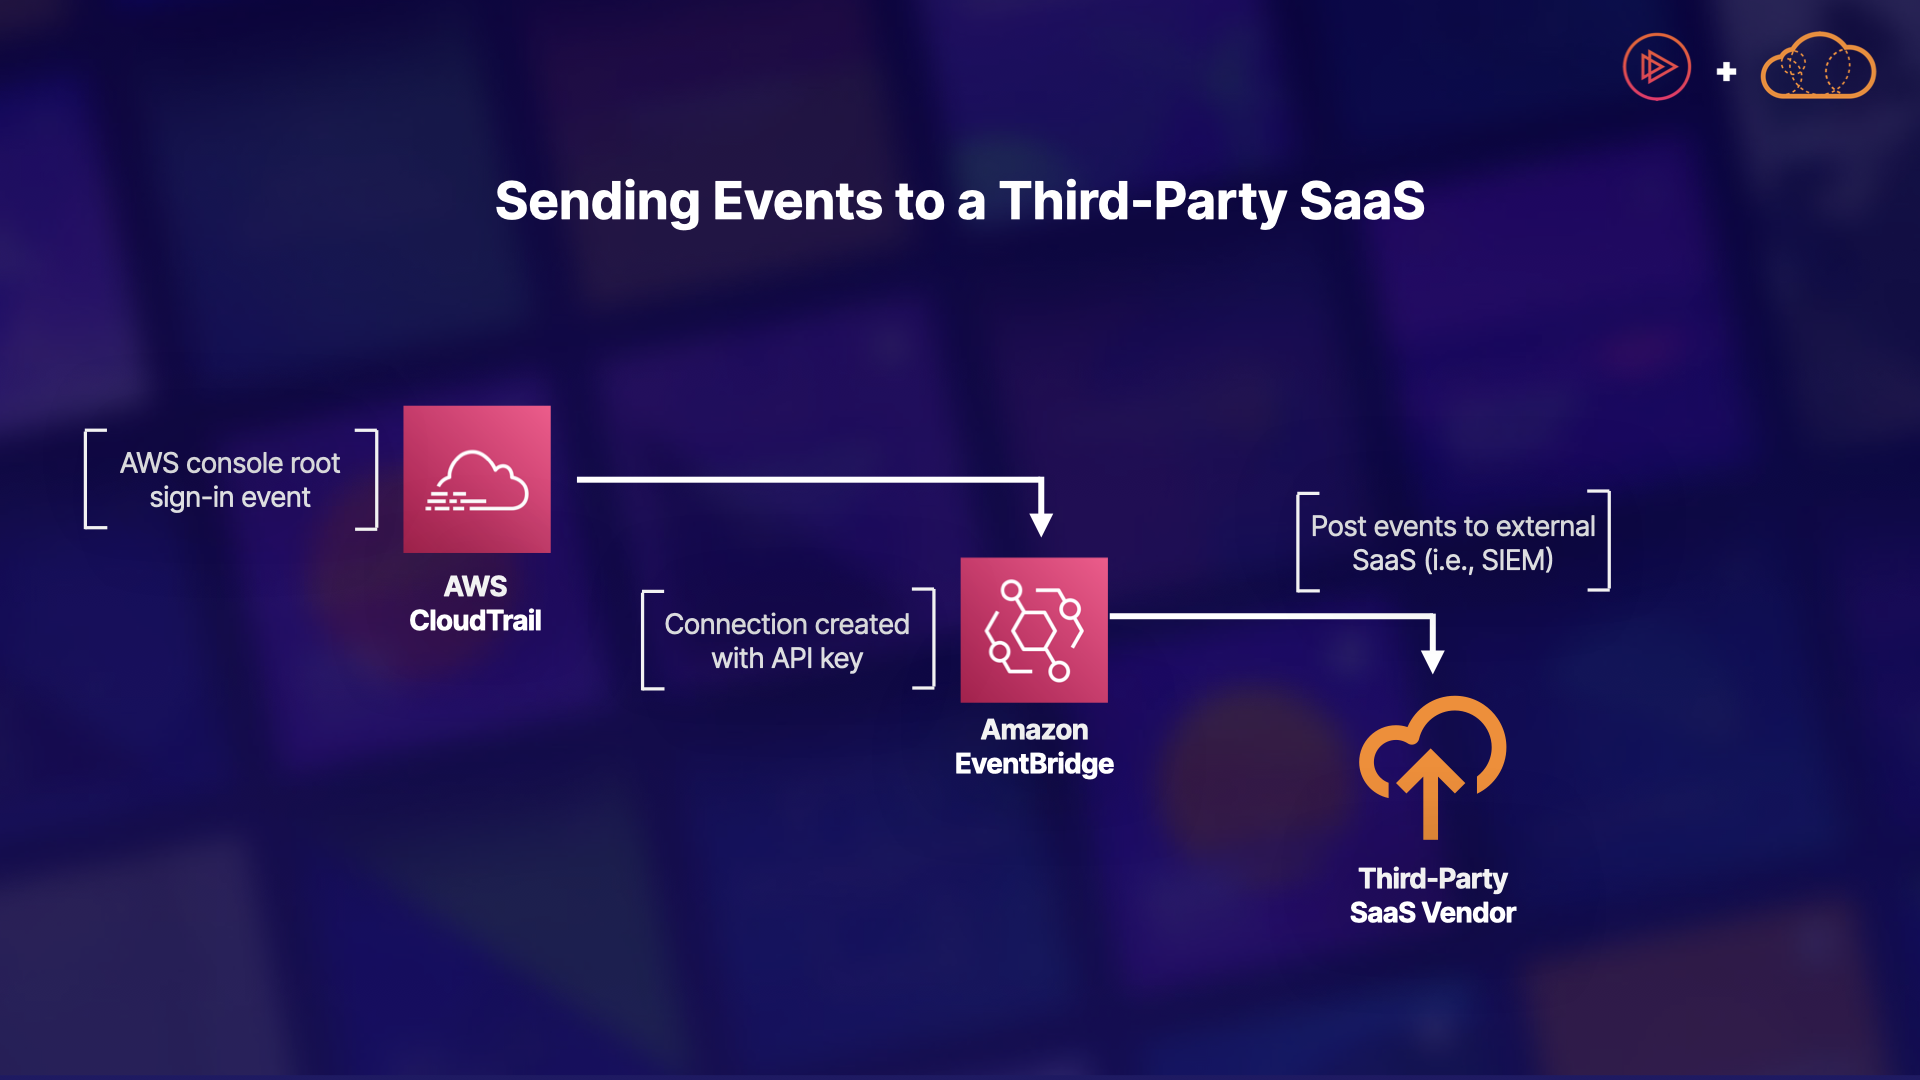 Sending Events to a Third-Party SaaS
AWS console root
sign-in event
AWS
CloudTrail
Connection created
with API key
Amazon
EventBridge
Post events to external
SaaS (i.e., SIEM)
Third-Party
SaaS Vendor